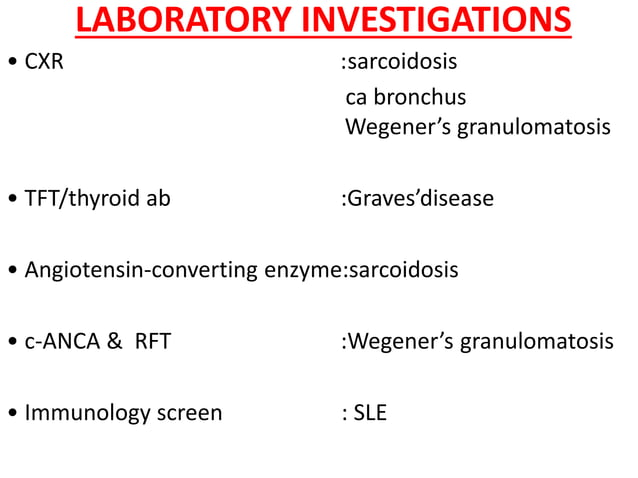 LABORATORY INVESTIGATIONS
• CXR :sarcoidosis
ca bronchus
Wegener’s granulomatosis
• TFT/thyroid ab :Graves’disease
• Angiotensin-converting enzyme:sarcoidosis
• c-ANCA & RFT :Wegener’s granulomatosis
• Immunology screen : SLE